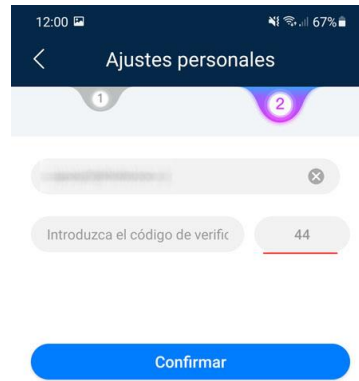 12:00 67%
Ajustes personales
1 2
Introduzca el código de verific 44
Confirmar